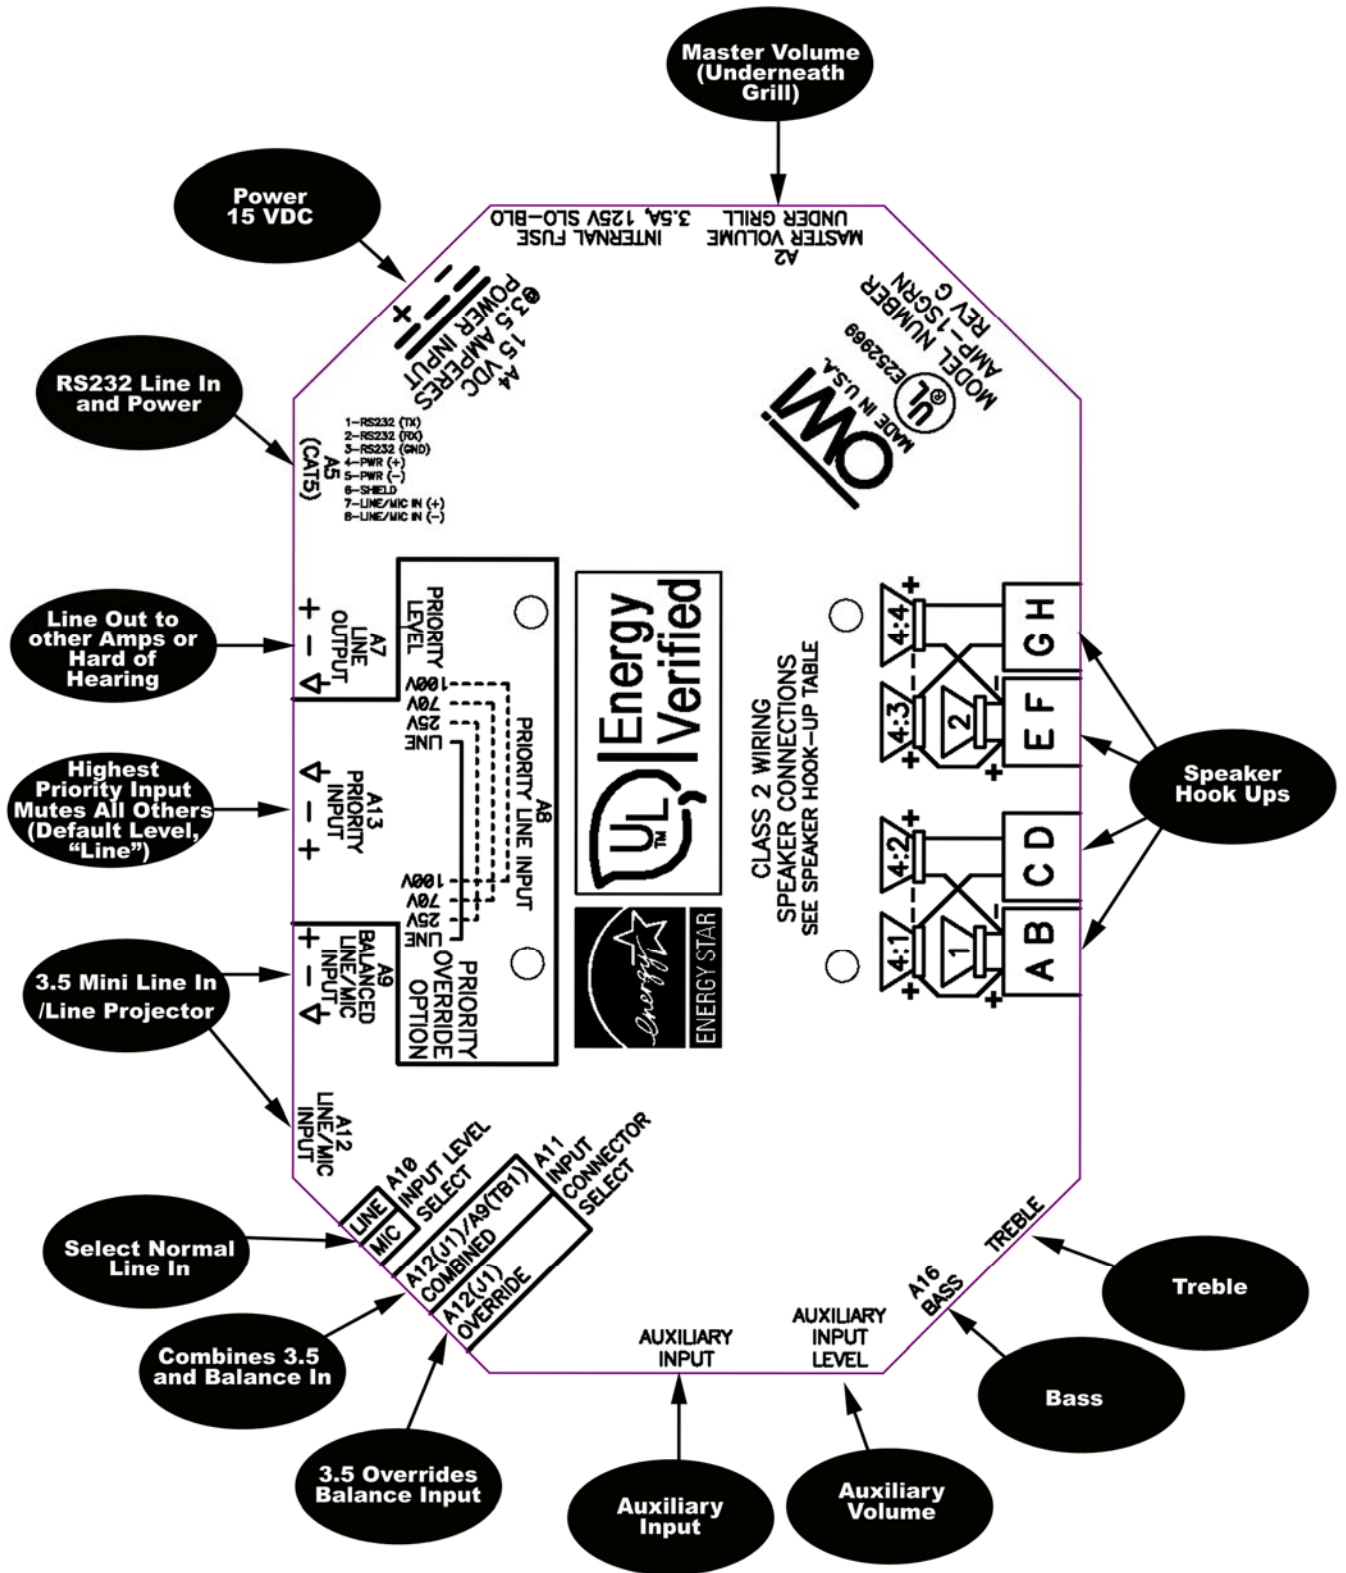 Master Volume
(Underneath
Grill)
Power
15 VDC
RS232 Line In
and Power
Line Out to
other Amps or
Hard of
Hearing
Highest
Priority Input
Mutes All Others
(Default Level,
“Line”)
3.5 Mini Line In
/Line Projector
Select Normal
Line In
Combines 3.5
and Balance In
3.5 Overrides
Balance Input
Auxiliary
Input
Auxiliary
Volume
Bass
Treble
Speaker
Hook Ups
A2
MASTER VOLUME
UNDER GRILL
INTERNAL FUSE
3.5A, 125V SLO-BLO
A4
15 VDC
@3.5 AMPERES
POWER INPUT
+
-
MODEL NUMBER
AMP-1SGRN
REV G
UL ® E252969
MADE IN U.S.A.
OWI
A5
(CAT5)
1-RS232 (TX)
2-RS232 (RX)
3-RS232 (GND)
4-PWR (+)
5-PWR (-)
6-SHIELD
7-LINE/MIC IN (+)
8-LINE/MIC IN (-)
A7
LINE
OUTPUT
+
-
PRIORITY
LEVEL
100V
70V
25V
LINE
A8
PRIORITY LINE INPUT
A13
PRIORITY
INPUT
-
+
100V
70V
25V
LINE
PRIORITY
OVERRIDE
OPTION
A9
BALANCED
LINE/MIC
INPUT
+
-
A12
LINE/MIC
INPUT
UL ™
Energy
Verified
energy
ENERGY STAR
CLASS 2 WIRING
SPEAKER CONNECTIONS
SEE SPEAKER HOOK-UP TABLE
4:4 + -
G H
4:3 +
2 + -
E F
4:2 + -
C D
4:1 +
1 + -
A B
A10
INPUT LEVEL
SELECT
LINE
MIC
A11
INPUT
CONNECTOR
SELECT
A12(J1)/A9(TB1)
COMBINED
A12(J1)
OVERRIDE
AUXILIARY
INPUT
AUXILIARY
INPUT
LEVEL
A16
BASS
TREBLE